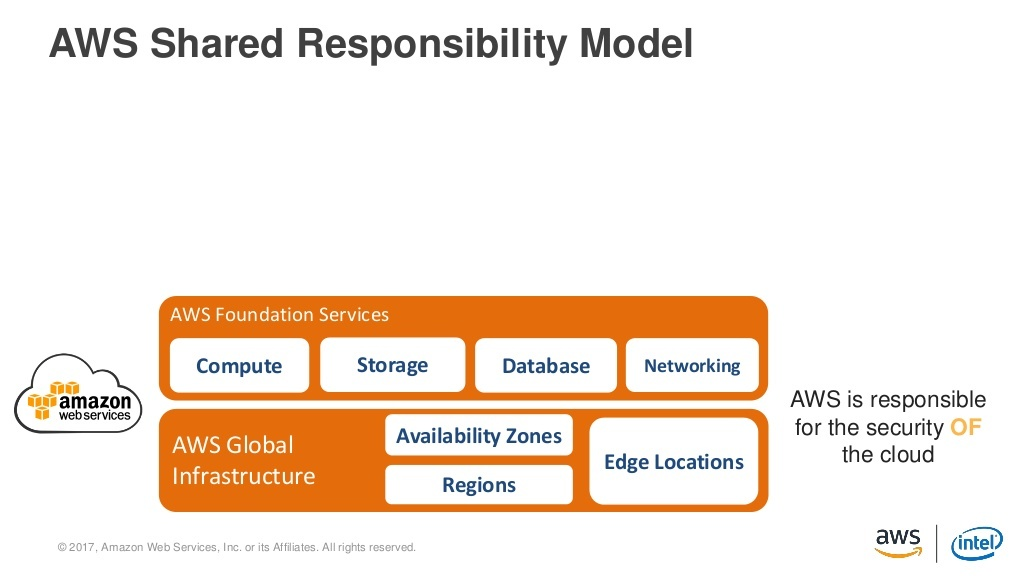 AWS Shared Responsibility Model
AWS Foundation Services
Compute
Storage
Database
Networking
amazon
web services
AWS Global
Infrastructure
Availability Zones
Regions
Edge Locations
AWS is responsible
for the security OF
the cloud
© 2017, Amazon Web Services, Inc. or its Affiliates. All rights reserved.
aws
intel